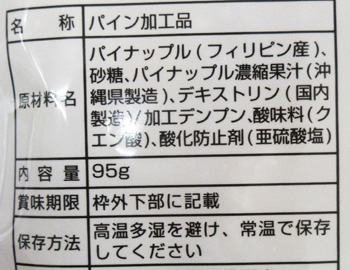 名称 パイン加工品
原材料名 パイナップル(フィリピン産)、
砂糖、パイナップル濃縮果汁(沖
縄県製造)、デキストリン(国内
製造)/加工デンプン、酸味料(ク
エン酸)、酸化防止剤(亜硫酸塩)
内容量 95g
賞味期限 枠外下部に記載
保存方法 高温多湿を避け、常温で保存
してください